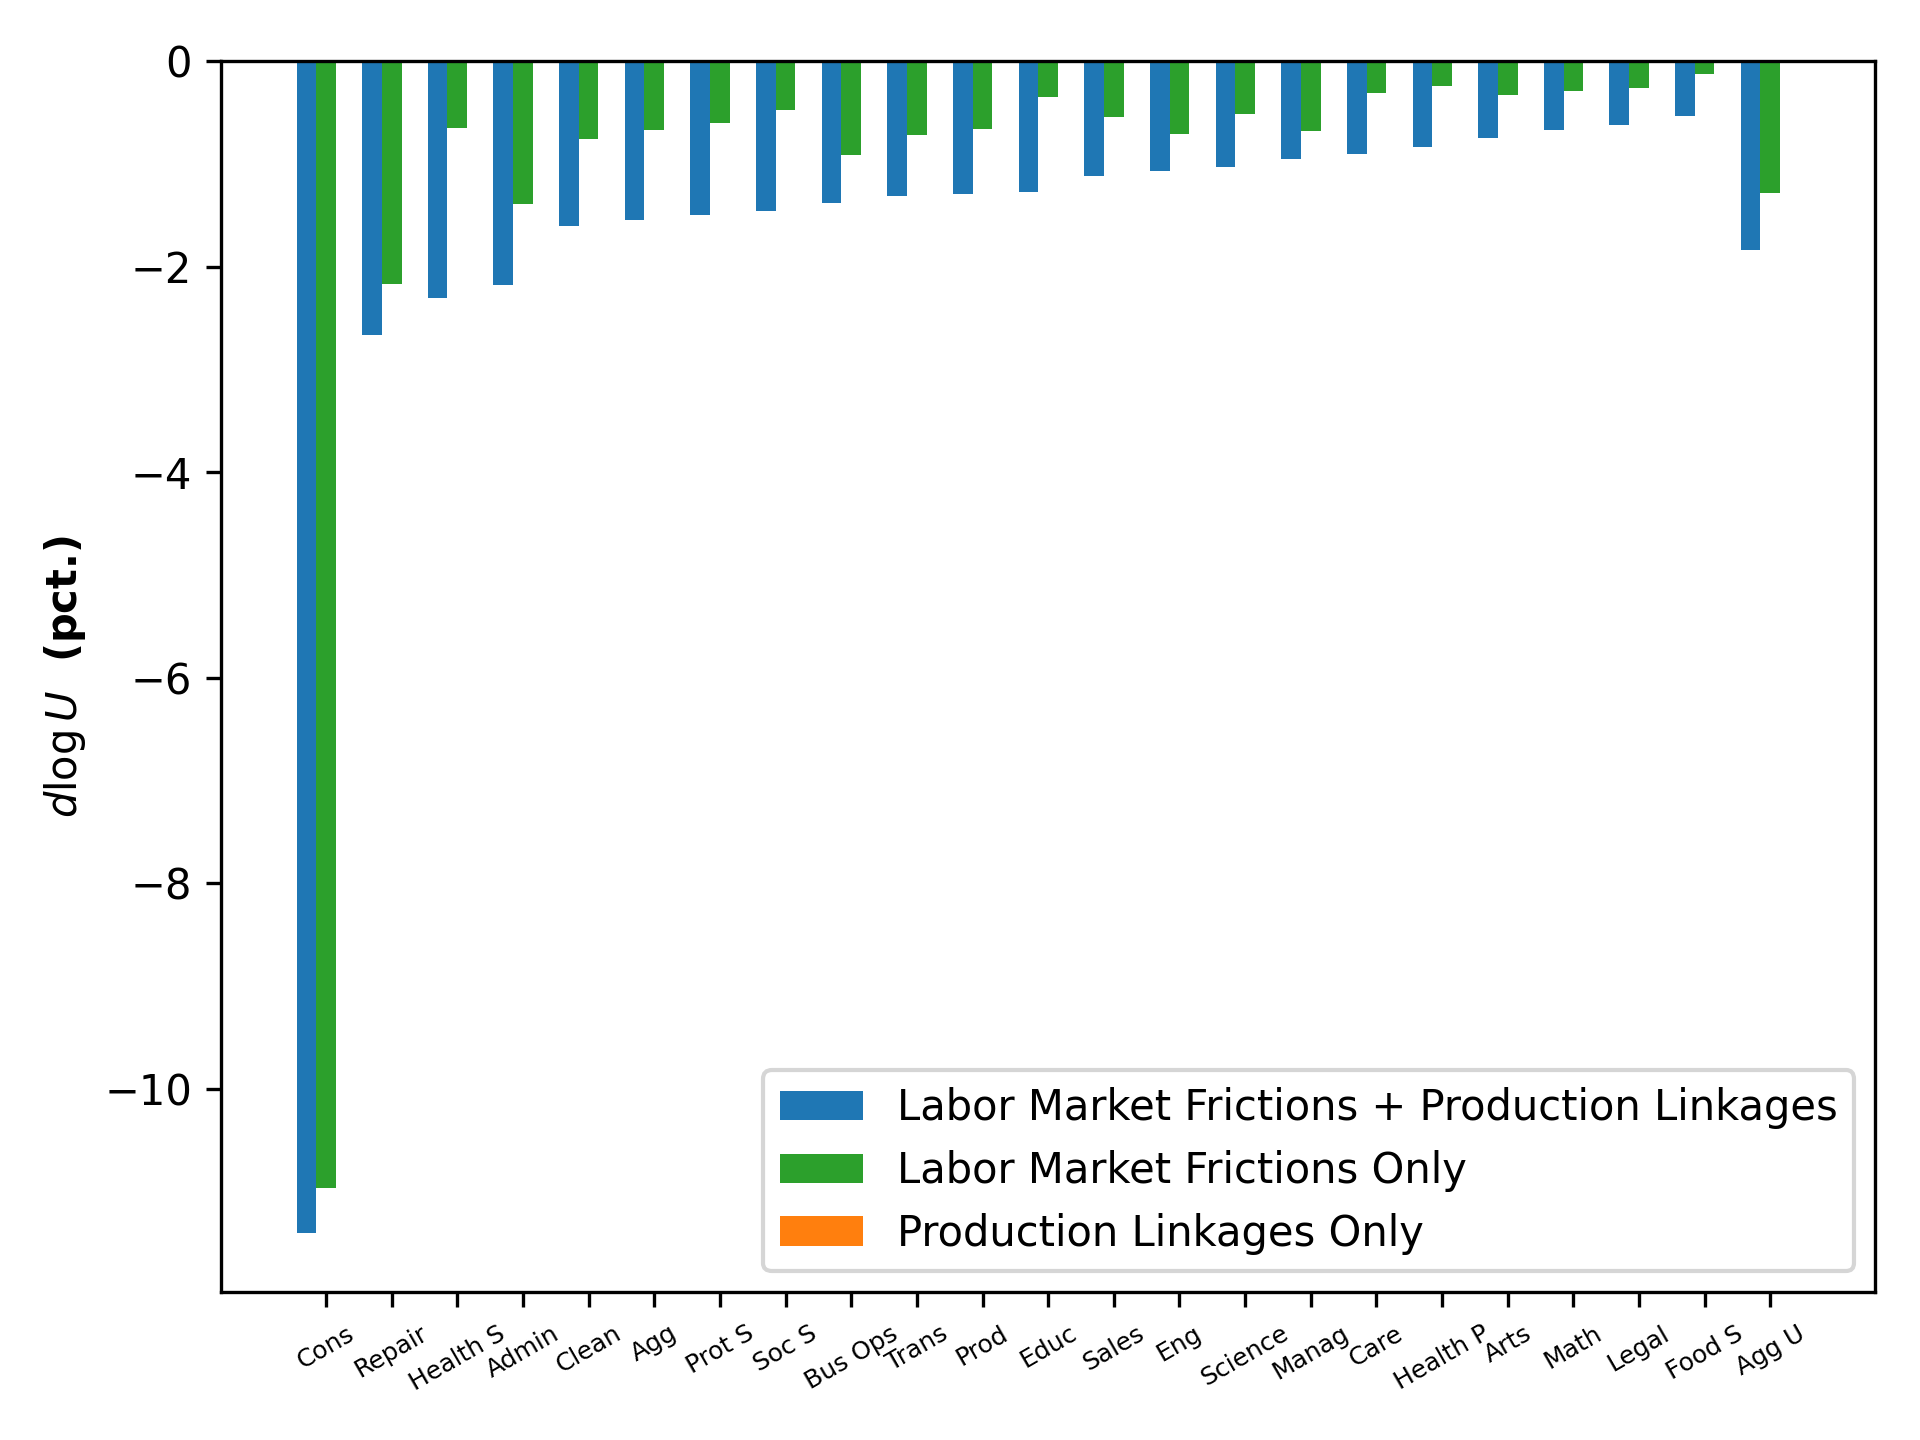 0
−2
−4
−6
−8
−10
dlog U (pct.)
Labor Market Frictions + Production Linkages
Labor Market Frictions Only
Production Linkages Only
Cons
Repair
Health S
Admin
Clean
Agg
Prot S
Soc S
Bus Ops
Trans
Prod
Educ
Sales
Eng
Science
Manag
Care
Health P
Arts
Math
Legal
Food S
Agg U